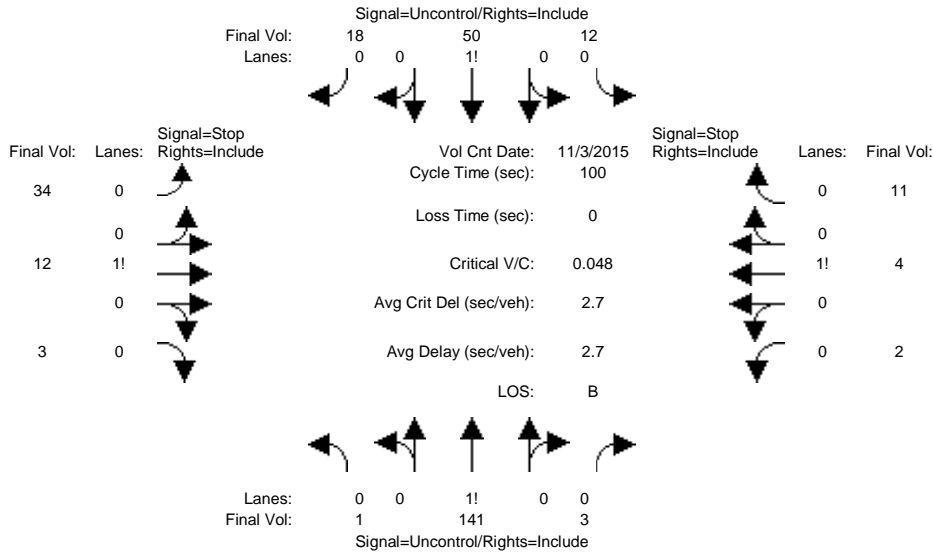 Signal=Uncontrol/Rights=Include
Final Vol: 18 50 12
Lanes: 0 0 1! 0 0
Signal=Stop
Final Vol: Lanes: Rights=Include
Vol Cnt Date: 11/3/2015
Signal=Stop
Rights=Include Lanes: Final Vol:
Cycle Time (sec): 100
34 0
0 11
Loss Time (sec): 0
0
0
12 1!
Critical V/C: 0.048
1! 4
0
Avg Crit Del (sec/veh): 2.7
0
3 0
Avg Delay (sec/veh): 2.7
0 2
LOS: B
Lanes: 0 0 1! 0 0
Final Vol: 1 141 3
Signal=Uncontrol/Rights=Include